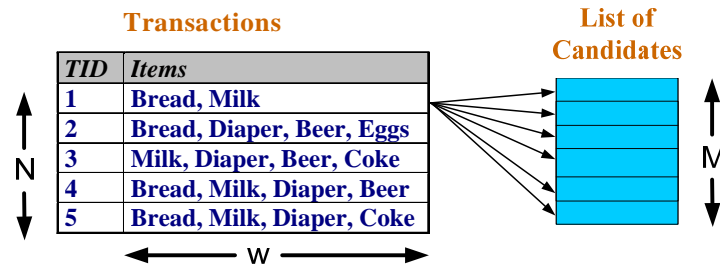 Transactions
List of
Candidates
TID Items
1 Bread, Milk
2 Bread, Diaper, Beer, Eggs
3 Milk, Diaper, Beer, Coke
4 Bread, Milk, Diaper, Beer
5 Bread, Milk, Diaper, Coke
N
M
w